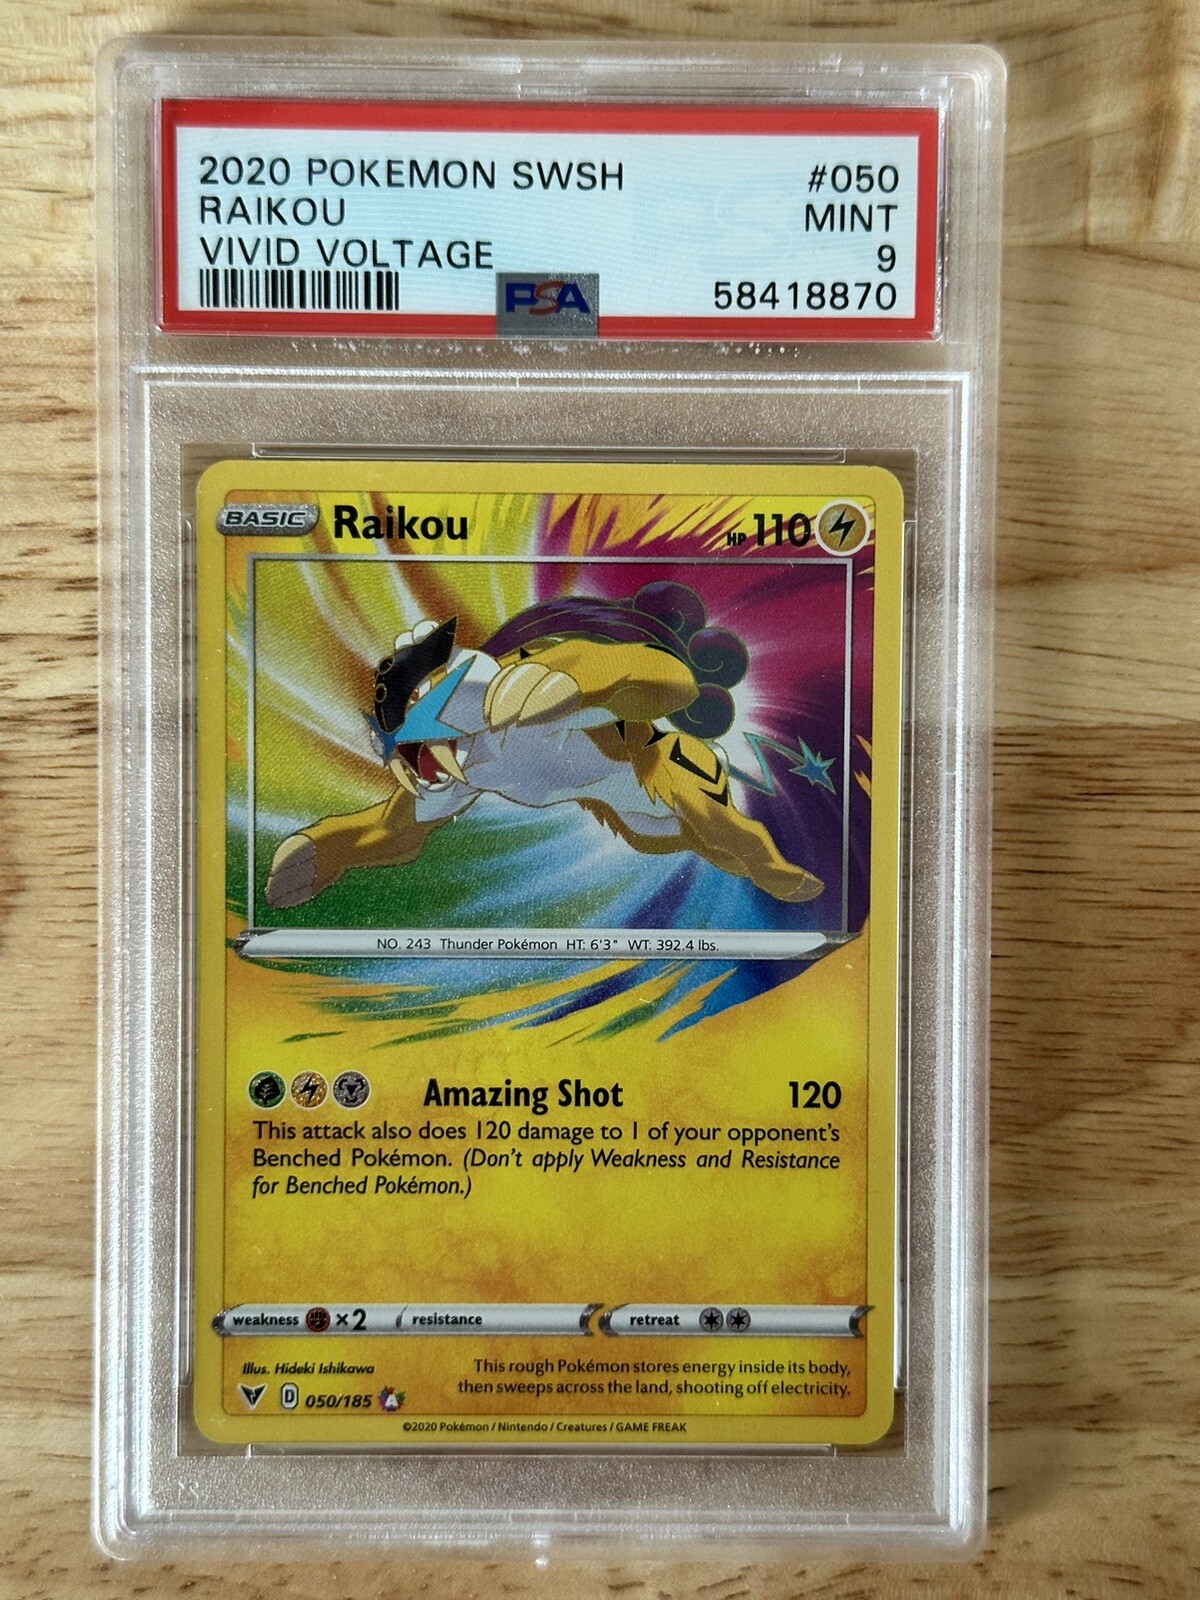 2020 POKEMON SWSH #050
RAIKOU MINT
VIVID VOLTAGE 9
PSA 58418870
BASIC Raikou HP 110
NO. 243 Thunder Pokémon HT: 6'3" WT: 392.4 lbs.
Amazing Shot 120
This attack also does 120 damage to 1 of your opponent's
Benched Pokémon. (Don't apply Weakness and Resistance
for Benched Pokémon.)
weakness ×2 resistance retreat
Illus. Hideki Ishikawa
This rough Pokémon stores energy inside its body,
then sweeps across the land, shooting off electricity.
D 050/185 A
©2020 Pokémon / Nintendo / Creatures / GAME FREAK